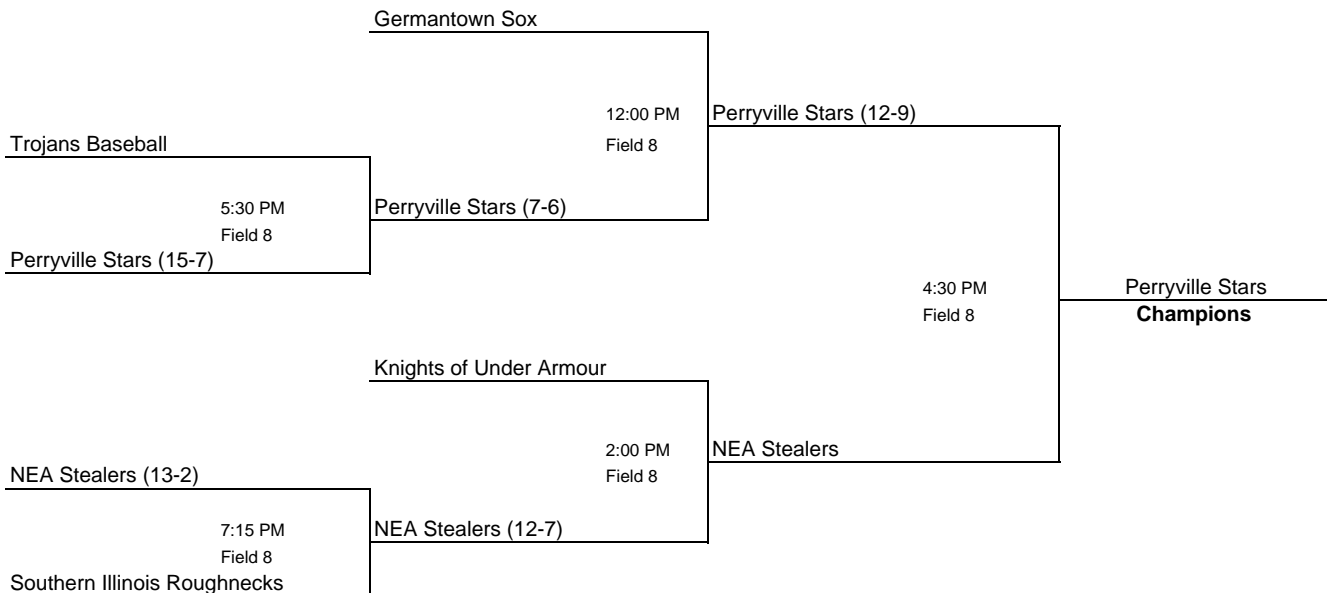 Germantown Sox
12:00 PM
Perryville Stars (12-9)
Trojans Baseball
Field 8
5:30 PM
Perryville Stars (7-6)
Field 8
Perryville Stars (15-7)
4:30 PM
Perryville Stars
Field 8
Champions
Knights of Under Armour
2:00 PM
NEA Stealers
NEA Stealers (13-2)
Field 8
7:15 PM
NEA Stealers (12-7)
Field 8
Southern Illinois Roughnecks